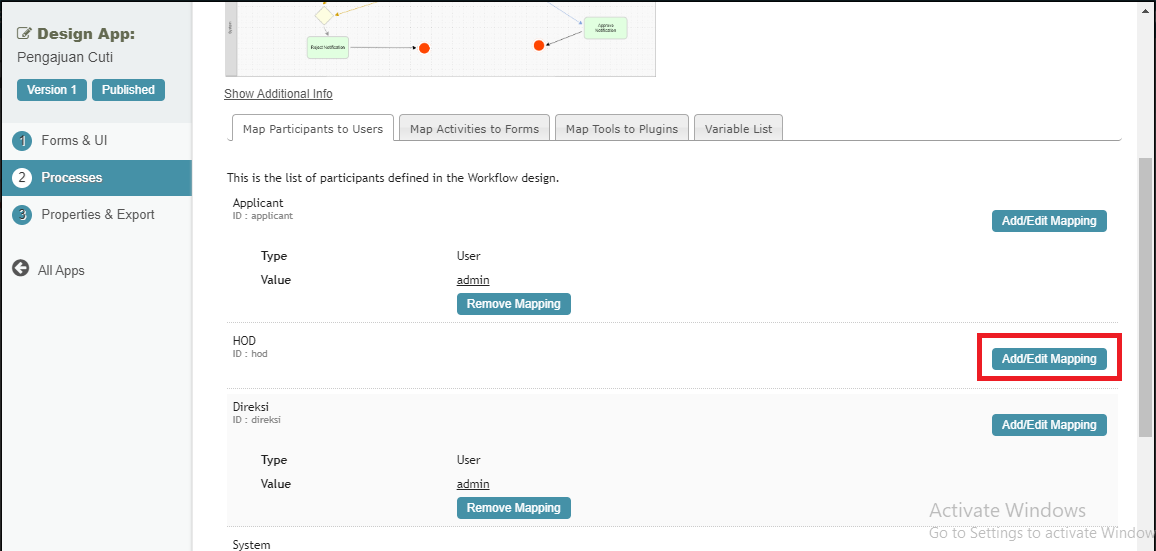 Design App:
Pengajuan Cuti
Version 1 Published
1 Forms & UI
2 Processes
3 Properties & Export
All Apps
System
Reject Notification
Approve
Notification
Show Additional Info
Map Participants to Users Map Activities to Forms Map Tools to Plugins Variable List
This is the list of participants defined in the Workflow design.
Applicant
ID : applicant
Add/Edit Mapping
Type User
Value admin
Remove Mapping
HOD
ID : hod
Add/Edit Mapping
Direksi
ID : direksi
Add/Edit Mapping
Type User
Value admin
Remove Mapping
System
Activate Windows
Go to Settings to activate Window